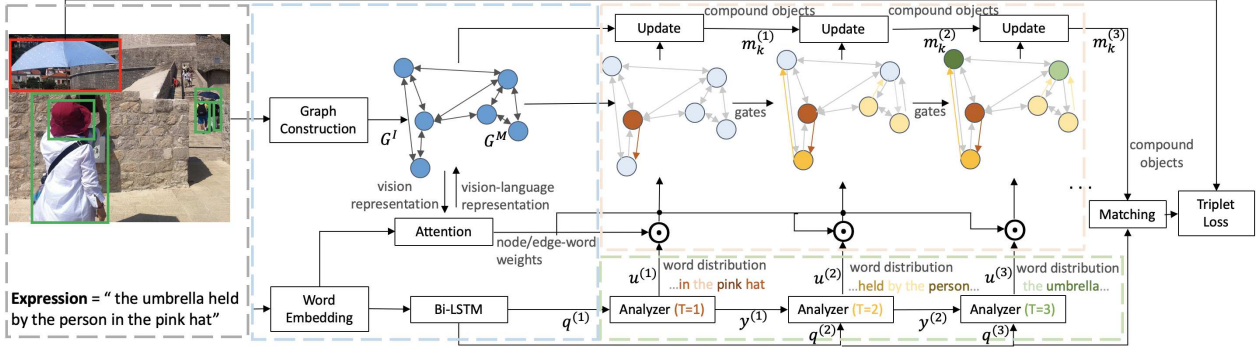 compound objects
compound objects
Update
Update
Update
m_k^{(1)}
m_k^{(2)}
m_k^{(3)}
Graph
Construction
G^I
G^M
gates
gates
compound
objects
vision
representation
vision-language
representation
...
Attention
node/edge-word
weights
Matching
Triplet
Loss
u^{(1)}
word distribution
...in the pink hat
u^{(2)}
word distribution
...held by the person...
u^{(3)}
word distribution
the umbrella...
Expression = “ the umbrella held
by the person in the pink hat”
Word
Embedding
Bi-LSTM
q^{(1)}
Analyzer (T=1)
y^{(1)}
Analyzer (T=2)
q^{(2)}
y^{(2)}
Analyzer (T=3)
q^{(3)}